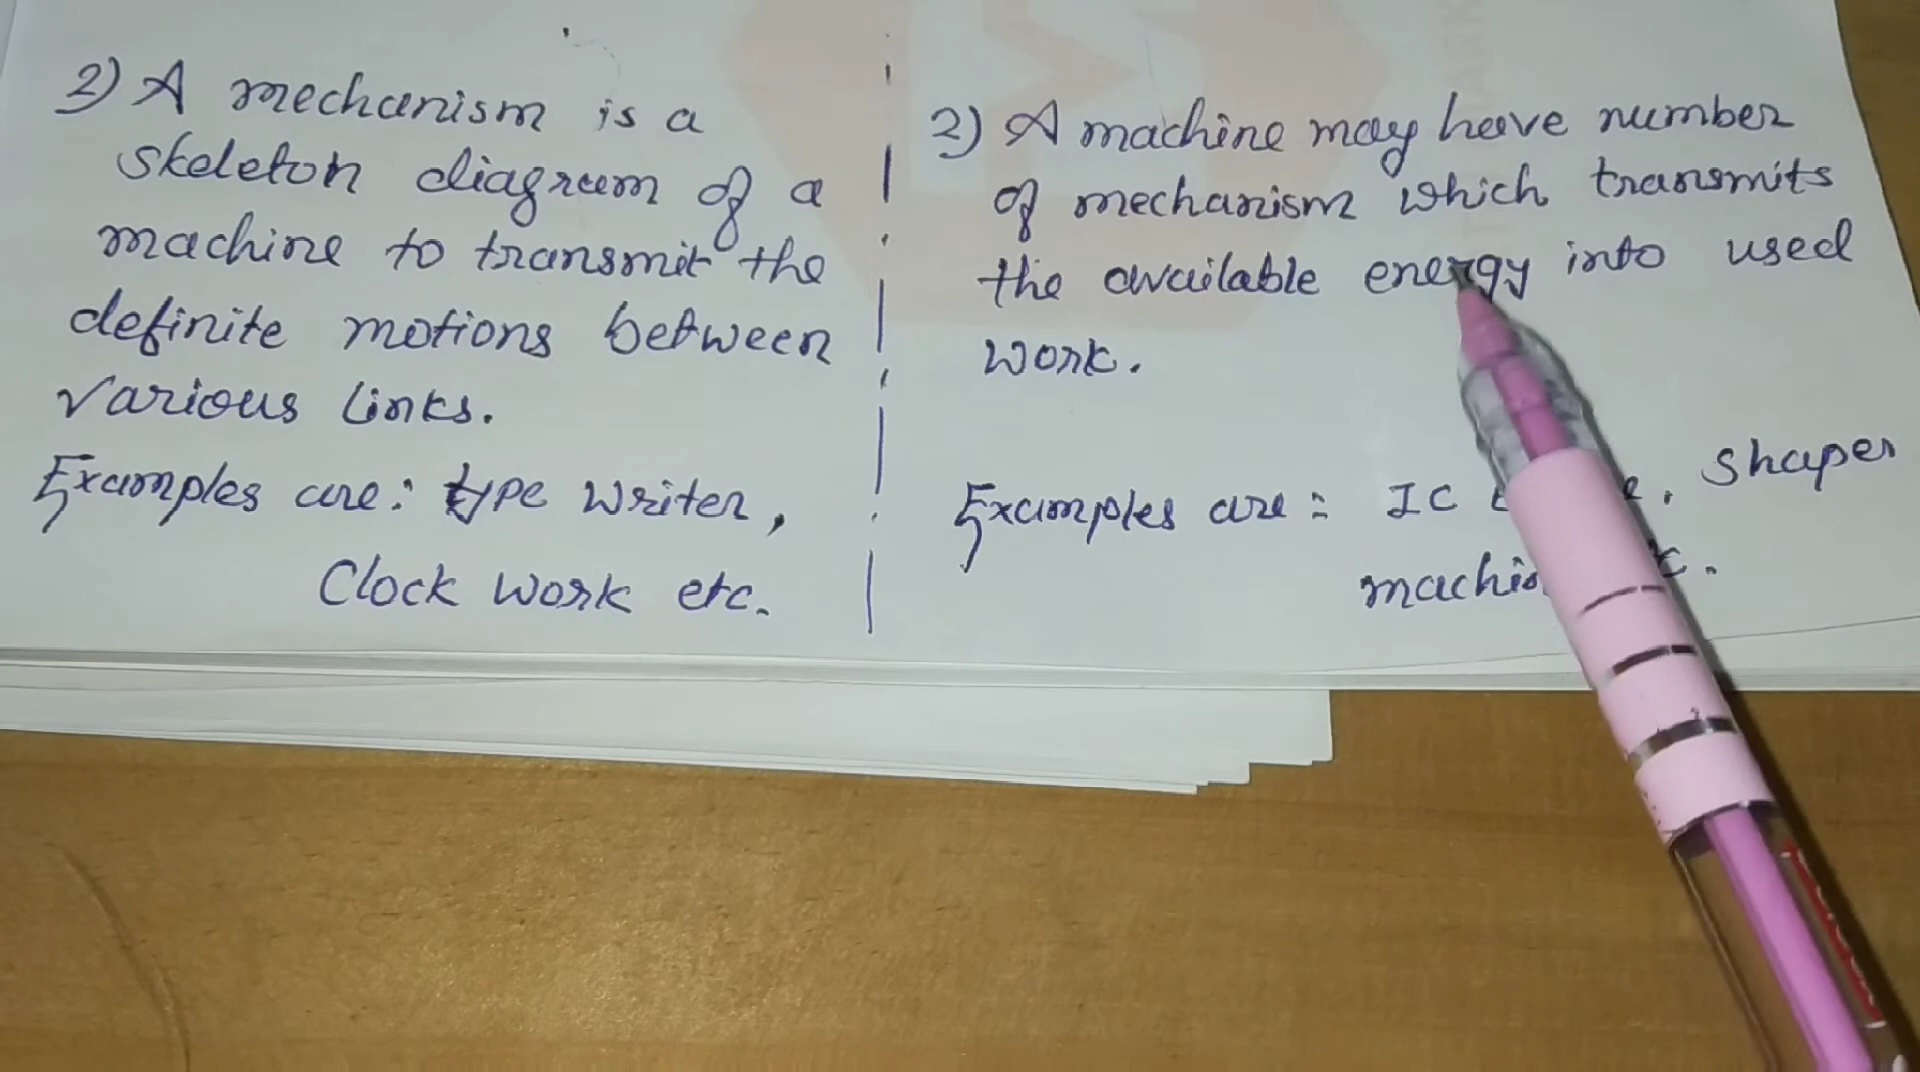 2) A mechanism is a
skeleton diagram of a
machine to transmit the
definite motions between
various links.
Examples are: type writer,
Clock work etc.
2) A machine may have number
of mechanism which transmits
the available energy into used
work.
Examples are: IC shaper